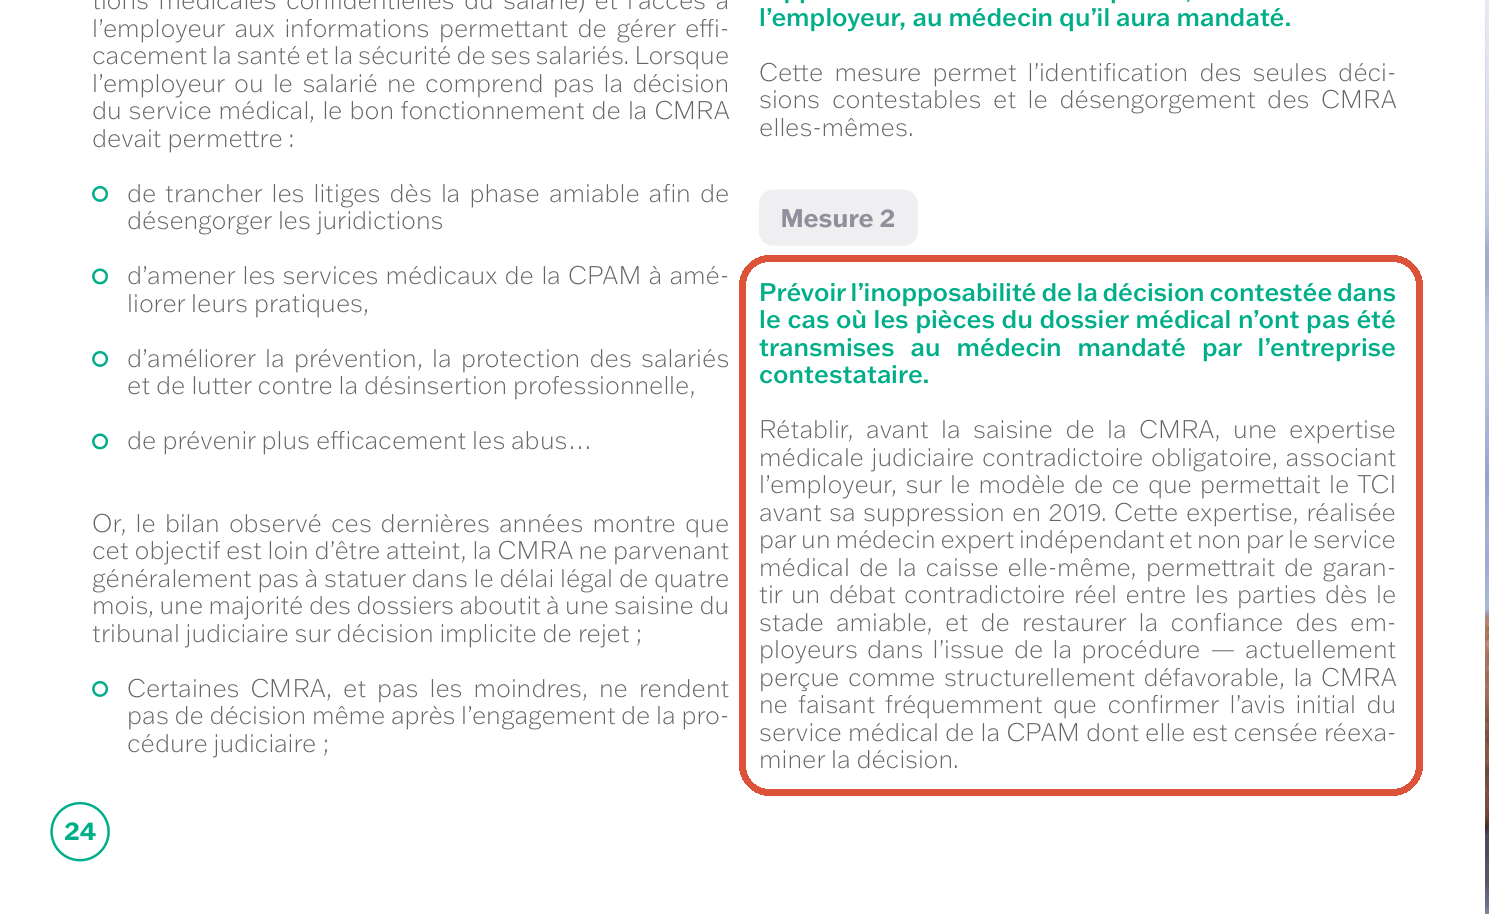 tions médicales confidentielles du salarié) et l'accès à
l'employeur aux informations permettant de gérer effi-
cacement la santé et la sécurité de ses salariés. Lorsque
l'employeur ou le salarié ne comprend pas la décision
du service médical, le bon fonctionnement de la CMRA
devait permettre :
de trancher les litiges dès la phase amiable afin de
désengorger les juridictions
d'amener les services médicaux de la CPAM à amé-
liorer leurs pratiques,
d'améliorer la prévention, la protection des salariés
et de lutter contre la désinsertion professionnelle,
de prévenir plus efficacement les abus…
Or, le bilan observé ces dernières années montre que
cet objectif est loin d'être atteint, la CMRA ne parvenant
généralement pas à statuer dans le délai légal de quatre
mois, une majorité des dossiers aboutit à une saisine du
tribunal judiciaire sur décision implicite de rejet ;
Certaines CMRA, et pas les moindres, ne rendent
pas de décision même après l'engagement de la pro-
cédure judiciaire ;
l'employeur, au médecin qu'il aura mandaté.
Cette mesure permet l'identification des seules déci-
sions contestables et le désengorgement des CMRA
elles-mêmes.
Mesure 2
Prévoir l'inopposabilité de la décision contestée dans
le cas où les pièces du dossier médical n'ont pas été
transmises au médecin mandaté par l'entreprise
contestataire.
Rétablir, avant la saisine de la CMRA, une expertise
médicale judiciaire contradictoire obligatoire, associant
l'employeur, sur le modèle de ce que permettait le TCI
avant sa suppression en 2019. Cette expertise, réalisée
par un médecin expert indépendant et non par le service
médical de la caisse elle-même, permettrait de garan-
tir un débat contradictoire réel entre les parties dès le
stade amiable, et de restaurer la confiance des em-
ployeurs dans l'issue de la procédure — actuellement
perçue comme structurellement défavorable, la CMRA
ne faisant fréquemment que confirmer l'avis initial du
service médical de la CPAM dont elle est censée réexa-
miner la décision.
24